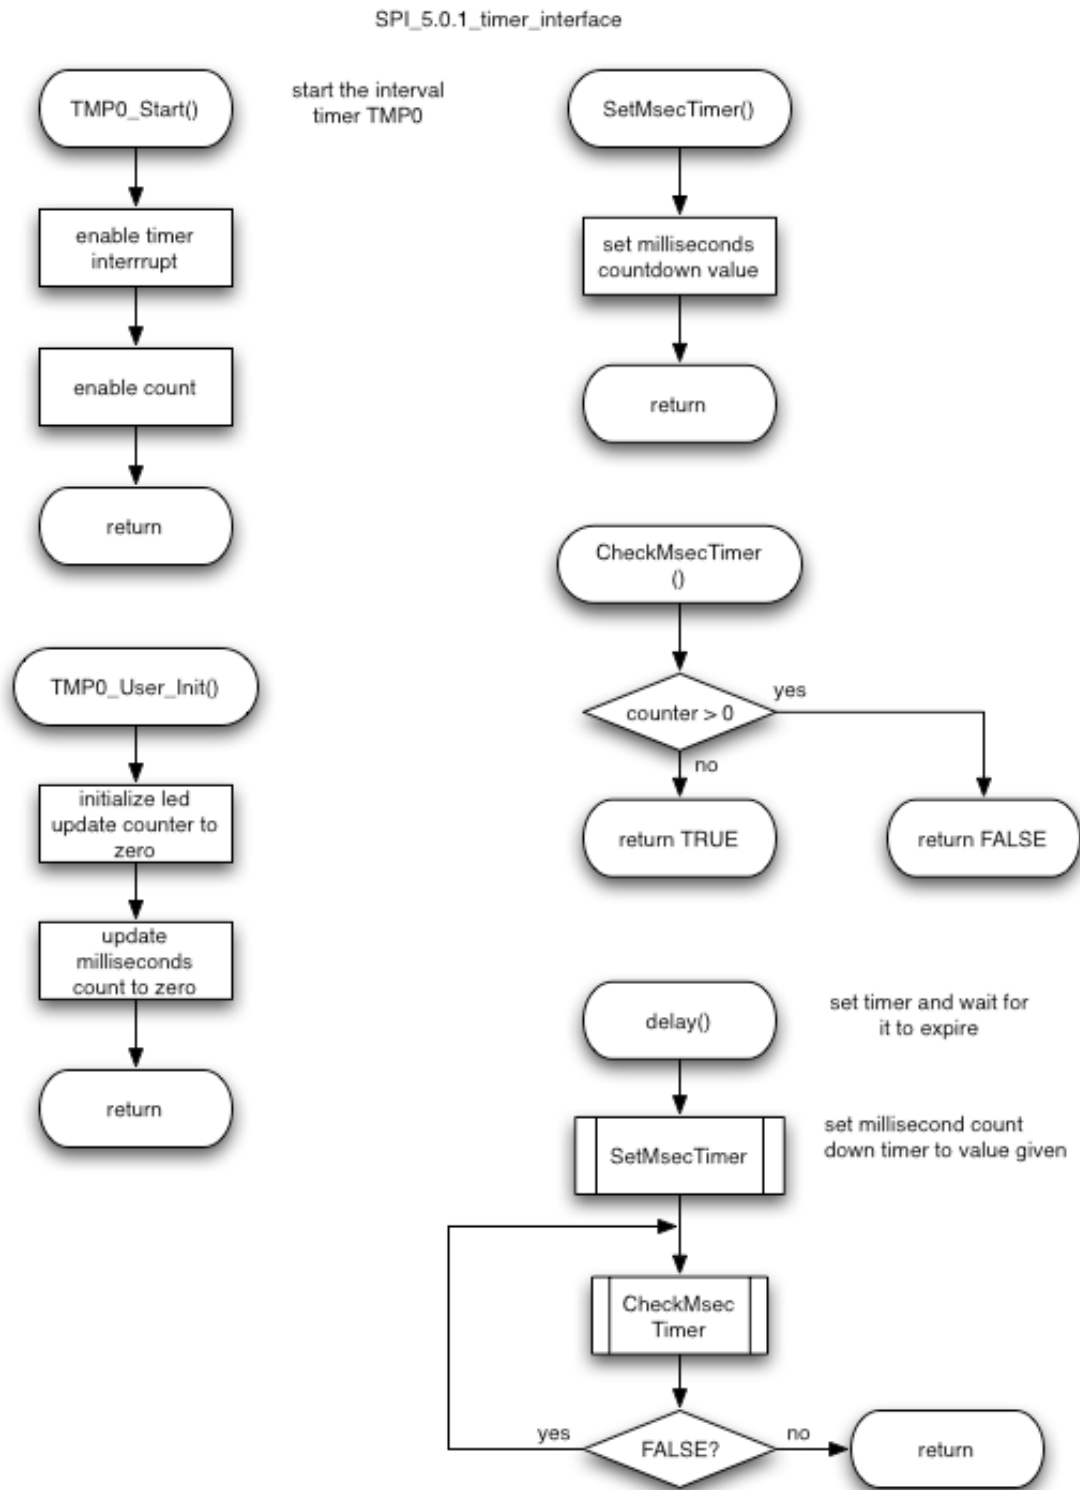 SPI_5.0.1_timer_interface
TMP0_Start()
start the interval
timer TMP0
enable timer
interrrupt
enable count
return
TMP0_User_Init()
initialize led
update counter to
zero
update
milliseconds
count to zero
return
SetMsecTimer()
set milliseconds
countdown value
return
CheckMsecTimer
()
counter > 0
yes
no
return TRUE
return FALSE
delay()
set timer and wait for
it to expire
SetMsecTimer
set millisecond count
down timer to value given
CheckMsec
Timer
FALSE?
yes
no
return